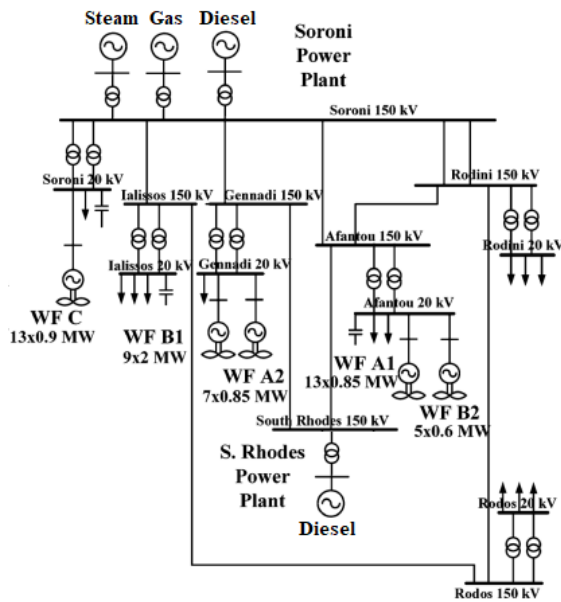 Steam Gas Diesel
Soroni
Power
Plant
Soroni 150 kV
Soroni 20 kV
Ialissos 150 kV
Gennadi 150 kV
Rodini 150 kV
Afantou 150 kV
Rodini 20 kV
Ialissos 20 kV
Gennadi 20 kV
Afantou 20 kV
WF C
13x0.9 MW
WF B1
9x2 MW
WF A2
7x0.85 MW
WF A1
13x0.85 MW
WF B2
5x0.6 MW
South Rhodes 150 kV
S. Rhodes
Power
Plant
Diesel
Rodos 20 kV
Rodos 150 kV